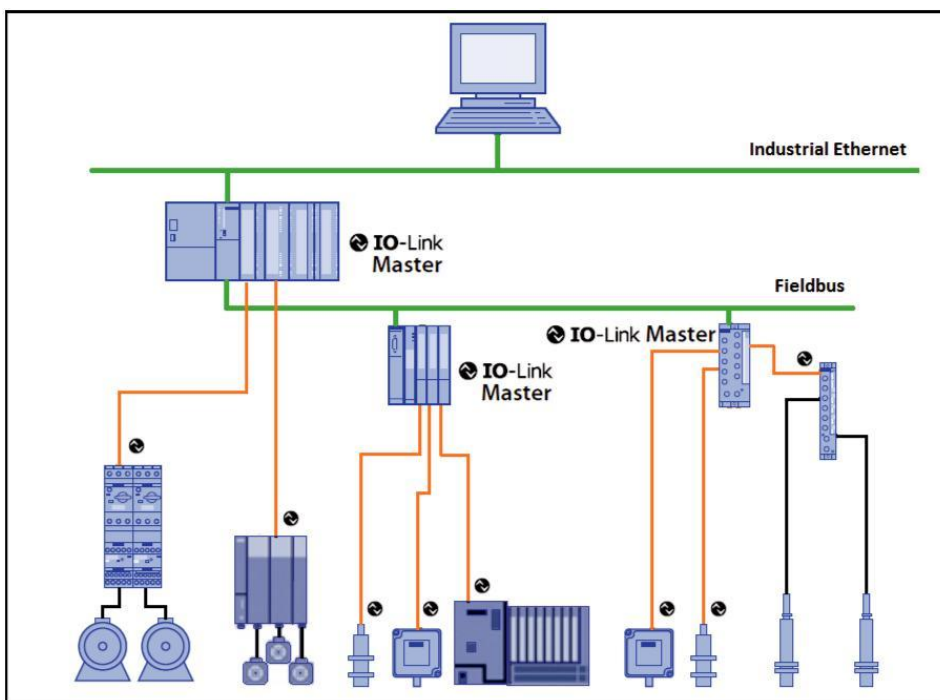 Industrial Ethernet
IO-Link
Master
Fieldbus
IO-Link Master
IO-Link
Master